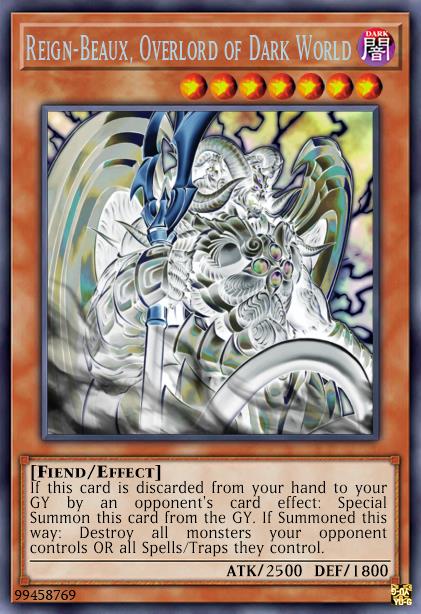 Reign-Beaux, Overlord of Dark World
DARK
闇
[Fiend/Effect]
If this card is discarded from your hand to your
GY by an opponent's card effect: Special
Summon this card from the GY. If Summoned this
way: Destroy all monsters your opponent
controls OR all Spells/Traps they control.
ATK/2500 DEF/1800
99458769